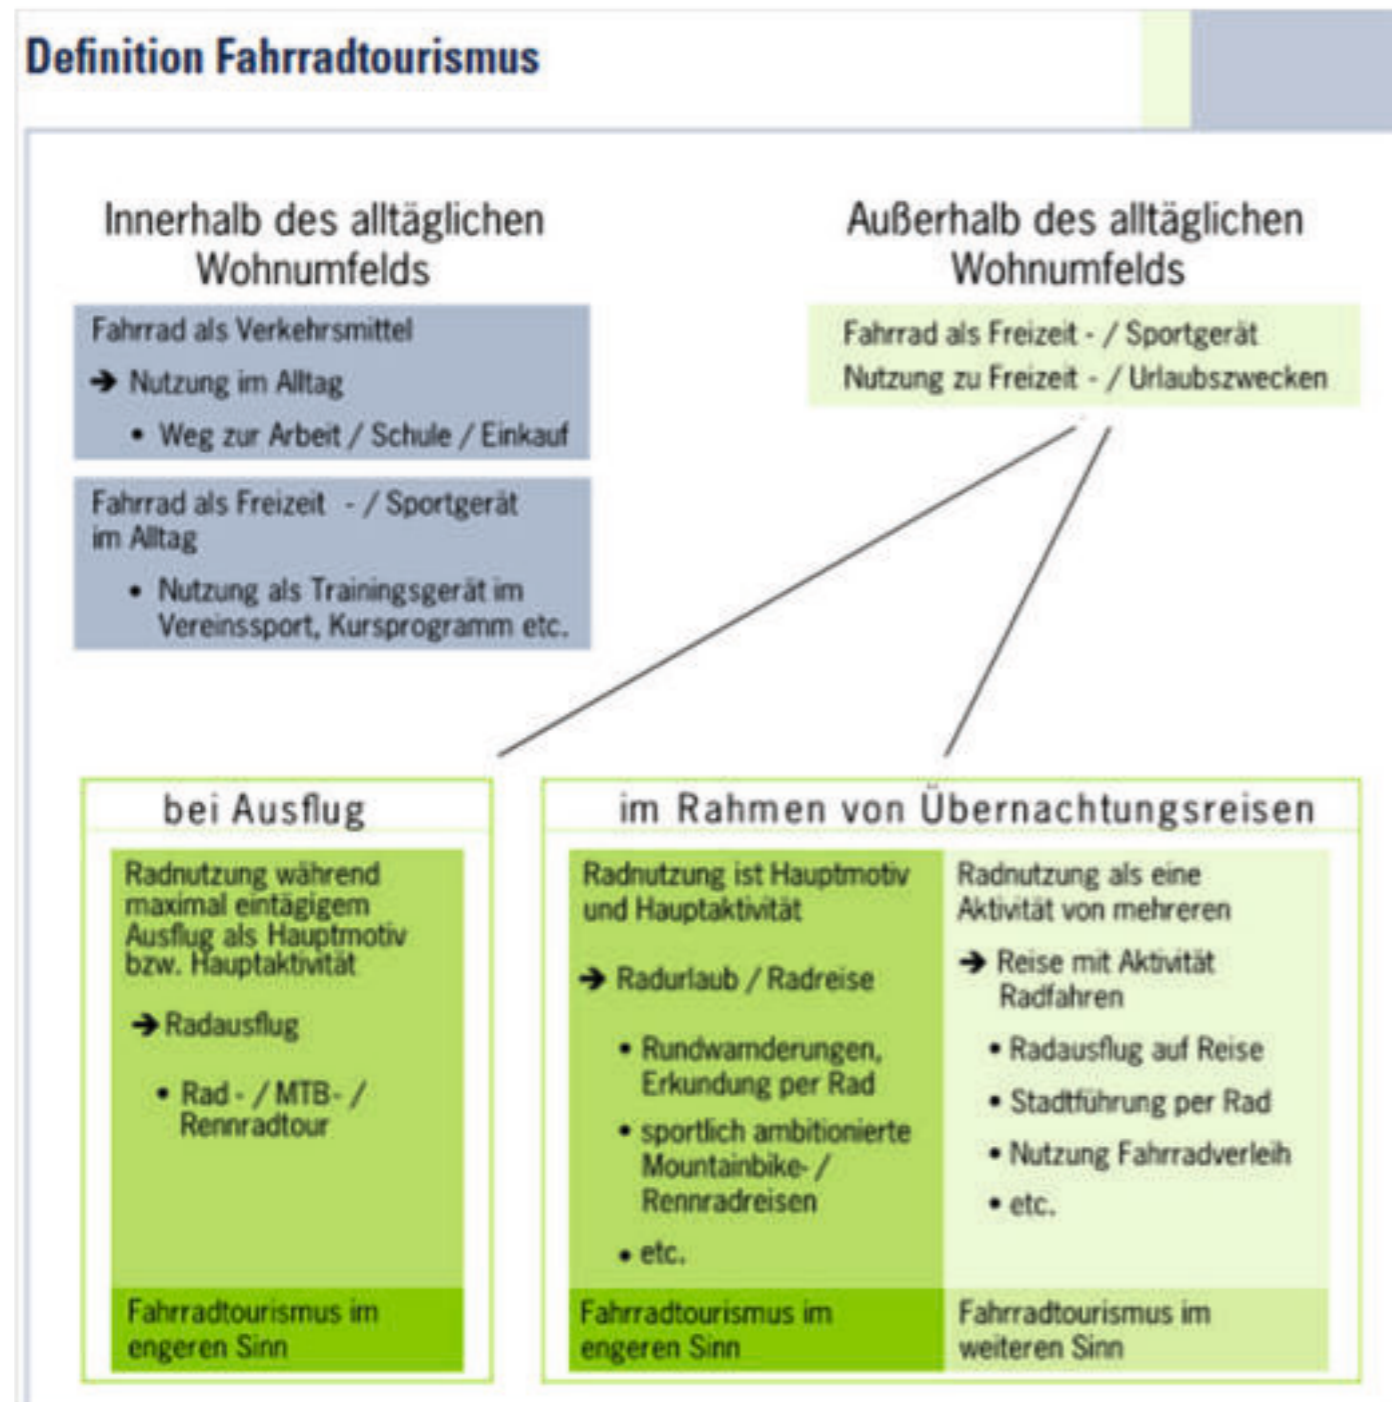 Definition Fahrradtourismus
Innerhalb des alltäglichen
Wohnumfelds
Fahrrad als Verkehrsmittel
➔ Nutzung im Alltag
• Weg zur Arbeit / Schule / Einkauf
Fahrrad als Freizeit - / Sportgerät
im Alltag
• Nutzung als Trainingsgerät im
Vereinssport, Kursprogramm etc.
Außerhalb des alltäglichen
Wohnumfelds
Fahrrad als Freizeit - / Sportgerät
Nutzung zu Freizeit - / Urlaubszwecken
bei Ausflug
Radnutzung während
maximal eintägigem
Ausflug als Hauptmotiv
bzw. Hauptaktivität
➔ Radausflug
• Rad - / MTB- /
Rennradtour
Fahrradtourismus im
engeren Sinn
im Rahmen von Übernachtungsreisen
Radnutzung ist Hauptmotiv
und Hauptaktivität
➔ Radurlaub / Radreise
• Rundwarnderungen,
Erkundung per Rad
• sportlich ambitionierte
Mountainbike- /
Rennradreisen
• etc.
Fahrradtourismus im
engeren Sinn
Radnutzung als eine
Aktivität von mehreren
➔ Reise mit Aktivität
Radfahren
• Radausflug auf Reise
• Stadtführung per Rad
• Nutzung Fahrradverleih
• etc.
Fahrradtourismus im
weiteren Sinn